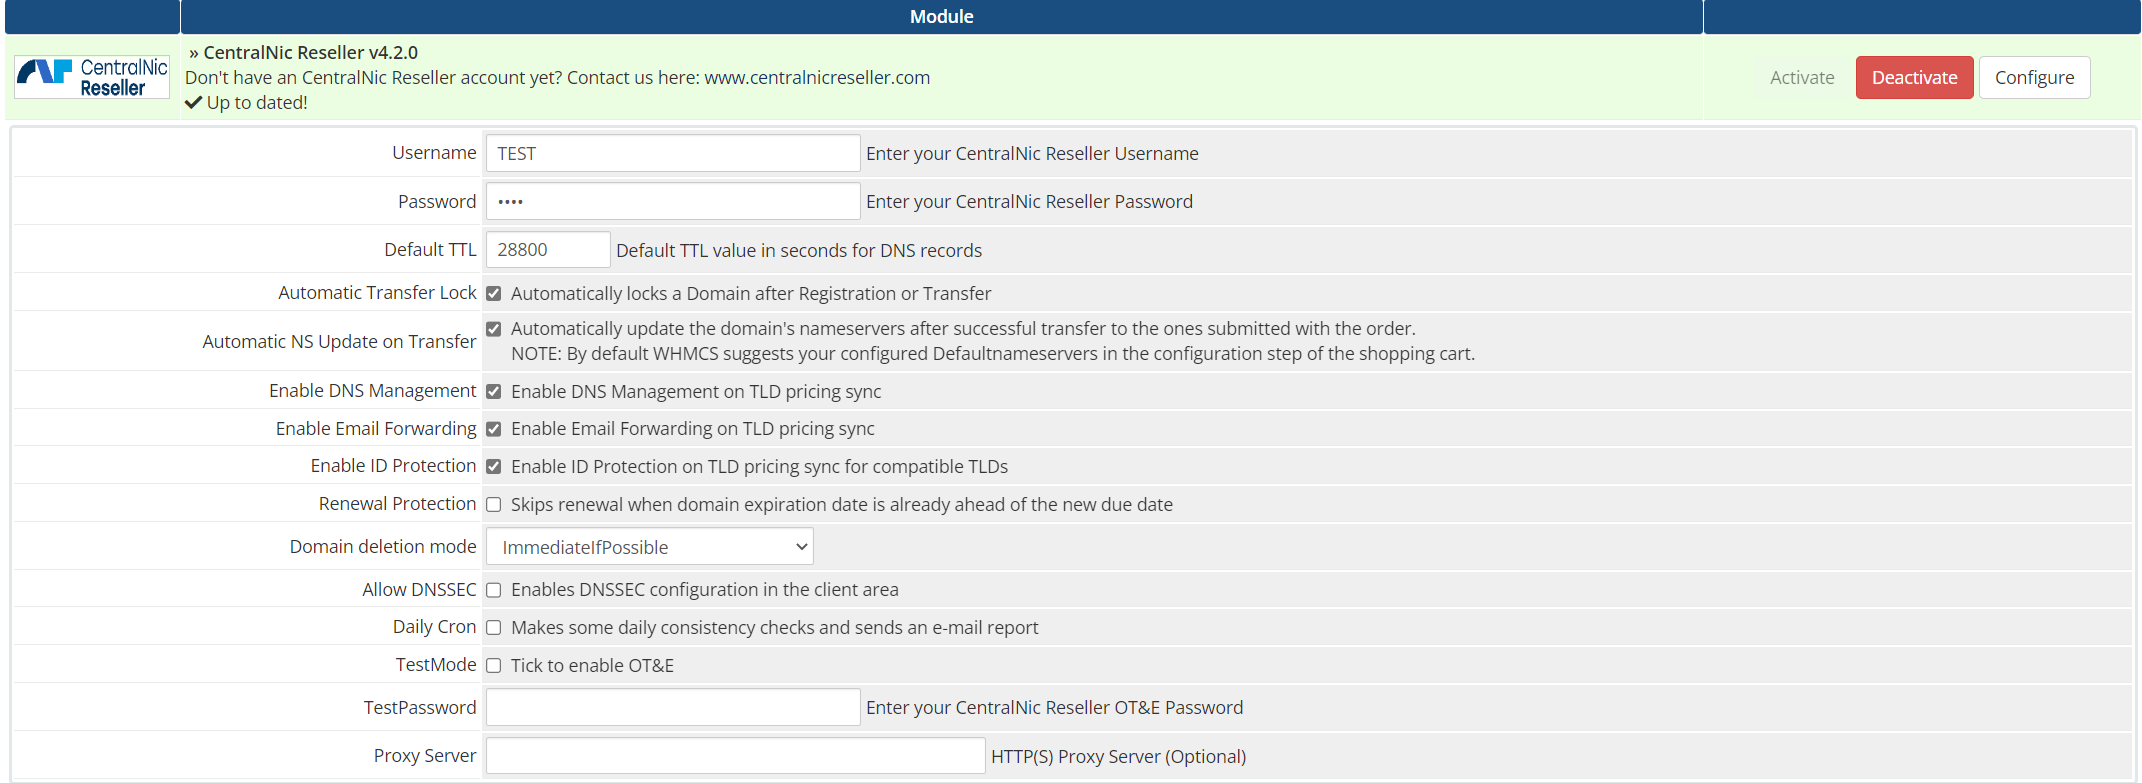 Module
CentralNic
Reseller
» CentralNic Reseller v4.2.0
Don't have an CentralNic Reseller account yet? Contact us here: www.centralnicreseller.com
✔ Up to dated!
Activate Deactivate Configure
Username TEST Enter your CentralNic Reseller Username
Password •••• Enter your CentralNic Reseller Password
Default TTL 28800 Default TTL value in seconds for DNS records
Automatic Transfer Lock Automatically locks a Domain after Registration or Transfer
Automatic NS Update on Transfer Automatically update the domain's nameservers after successful transfer to the ones submitted with the order.
NOTE: By default WHMCS suggests your configured Defaultnameservers in the configuration step of the shopping cart.
Enable DNS Management Enable DNS Management on TLD pricing sync
Enable Email Forwarding Enable Email Forwarding on TLD pricing sync
Enable ID Protection Enable ID Protection on TLD pricing sync for compatible TLDs
Renewal Protection Skips renewal when domain expiration date is already ahead of the new due date
Domain deletion mode ImmediateIfPossible
Allow DNSSEC Enables DNSSEC configuration in the client area
Daily Cron Makes some daily consistency checks and sends an e-mail report
TestMode Tick to enable OT&E
TestPassword Enter your CentralNic Reseller OT&E Password
Proxy Server HTTP(S) Proxy Server (Optional)